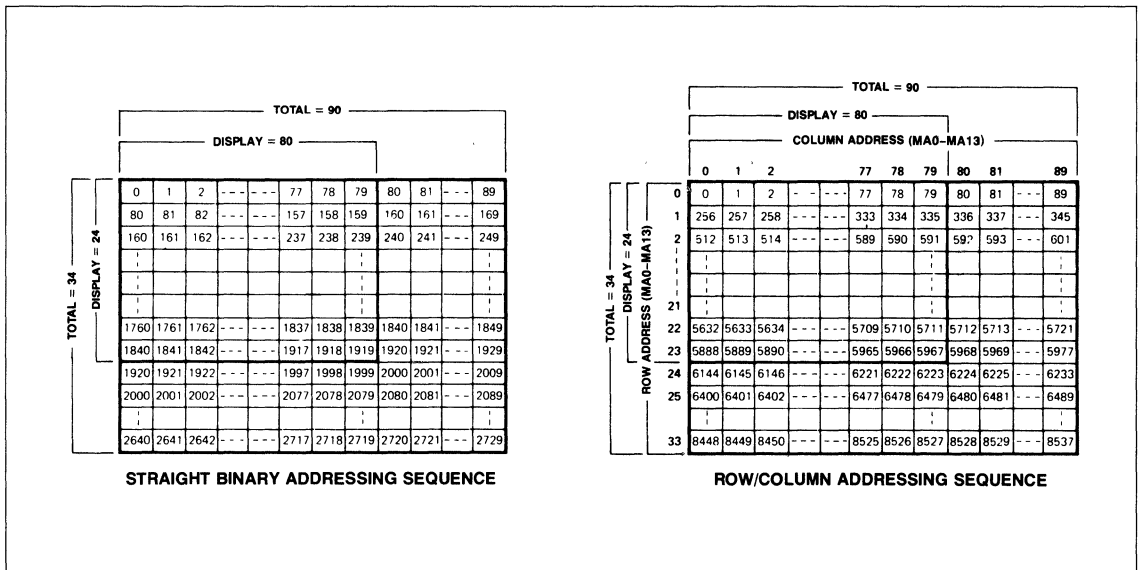 TOTAL = 90
DISPLAY = 80
TOTAL = 34
DISPLAY = 24
0 1 2 - - - - - - 77 78 79 80 81 - - - 89
80 81 82 - - - - - - 157 158 159 160 161 - - - 169
160 161 162 - - - - - - 237 238 239 240 241 - - - 249
1760 1761 1762 - - - - - - 1837 1838 1839 1840 1841 - - - 1849
1840 1841 1842 - - - - - - 1917 1918 1919 1920 1921 - - - 1929
1920 1921 1922 - - - - - - 1997 1998 1999 2000 2001 - - - 2009
2000 2001 2002 - - - - - - 2077 2078 2079 2080 2081 - - - 2089
2640 2641 2642 - - - - - - 2717 2718 2719 2720 2721 - - - 2729
STRAIGHT BINARY ADDRESSING SEQUENCE
TOTAL = 90
DISPLAY = 80
COLUMN ADDRESS (MA0-MA13)
0 1 2 77 78 79 80 81 89
TOTAL = 34
DISPLAY = 24
ROW ADDRESS (MA0-MA13)
0 0 1 2 - - - - - - 77 78 79 80 81 - - - 89
1 256 257 258 - - - - - - 333 334 335 336 337 - - - 345
2 512 513 514 - - - - - - 589 590 591 592 593 - - - 601
21
22 5632 5633 5634 - - - - - - 5709 5710 5711 5712 5713 - - - 5721
23 5888 5889 5890 - - - - - - 5965 5966 5967 5968 5969 - - - 5977
24 6144 6145 6146 - - - - - - 6221 6222 6223 6224 6225 - - - 6233
25 6400 6401 6402 - - - - - - 6477 6478 6479 6480 6481 - - - 6489
33 8448 8449 8450 - - - - - - 8525 8526 8527 8528 8529 - - - 8537
ROW/COLUMN ADDRESSING SEQUENCE